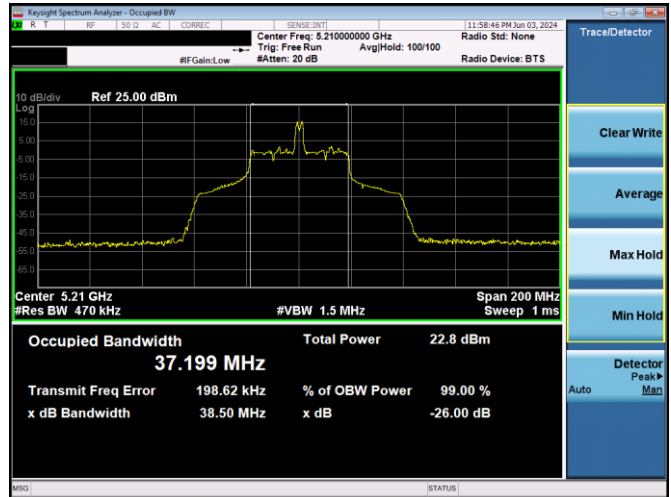 Keysight Spectrum Analyzer - Occupied BW
LXI R T RF 50 Ω AC CORREC SENSE:INT 11:58:46 PM Jun 03, 2024
Center Freq: 5.210000000 GHz Radio Std: None
Trig: Free Run Avg|Hold: 100/100
#IFGain:Low #Atten: 20 dB Radio Device: BTS
Trace/Detector
10 dB/div Ref 25.00 dBm
Log
15.0
5.00
-5.00
-15.0
-25.0
-35.0
-45.0
-55.0
-65.0
Center 5.21 GHz Span 200 MHz
#Res BW 470 kHz #VBW 1.5 MHz Sweep 1 ms
Occupied Bandwidth Total Power 22.8 dBm
37.199 MHz
Transmit Freq Error 198.62 kHz % of OBW Power 99.00 %
x dB Bandwidth 38.50 MHz x dB -26.00 dB
Clear Write
Average
Max Hold
Min Hold
Detector
Peak▶
Auto Man
MSG STATUS